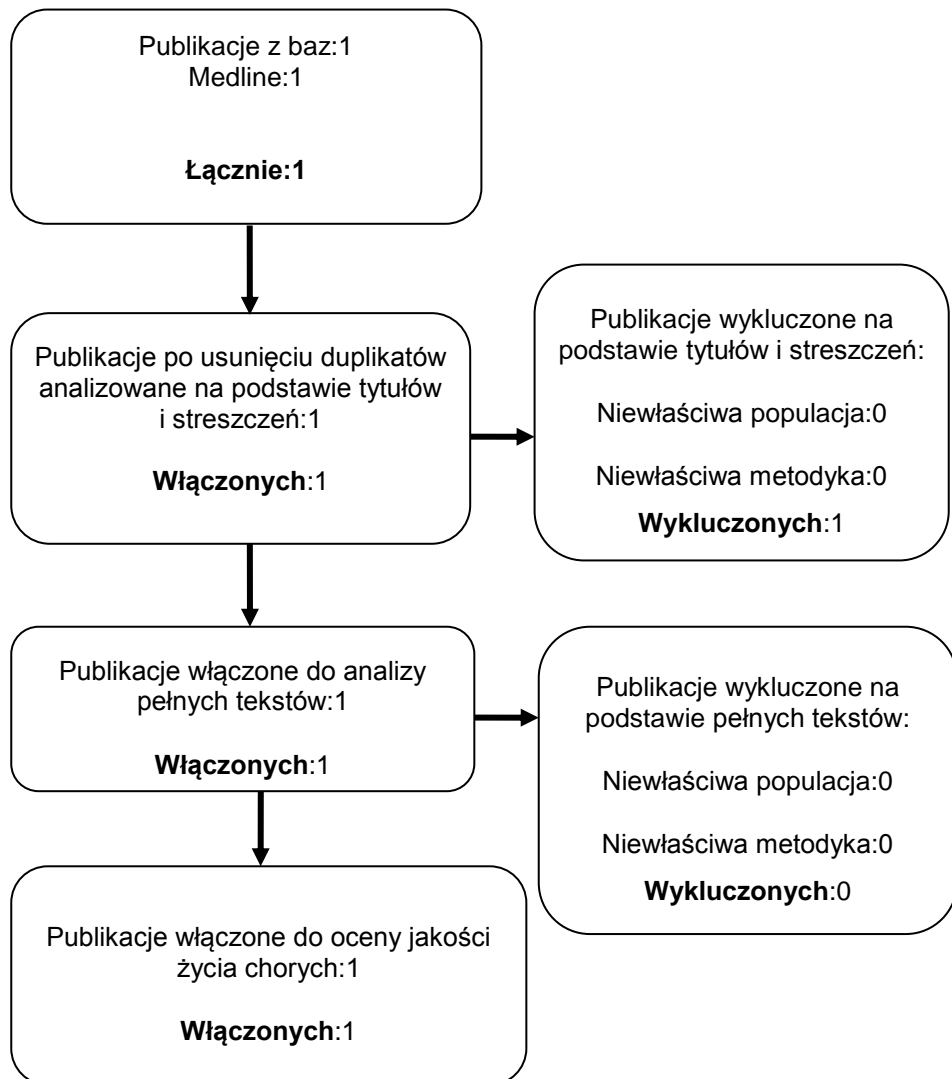 Publikacje z baz:1
Medline:1
Łącznie:1
Publikacje po usunięciu duplikatów
analizowane na podstawie tytułów
i streszczeń:1
Włączonych:1
Publikacje wykluczone na
podstawie tytułów i streszczeń:
Niewłaściwa populacja:0
Niewłaściwa metodyka:0
Wykluczonych:1
Publikacje włączone do analizy
pełnych tekstów:1
Włączonych:1
Publikacje wykluczone na
podstawie pełnych tekstów:
Niewłaściwa populacja:0
Niewłaściwa metodyka:0
Wykluczonych:0
Publikacje włączone do oceny jakości
życia chorych:1
Włączonych:1